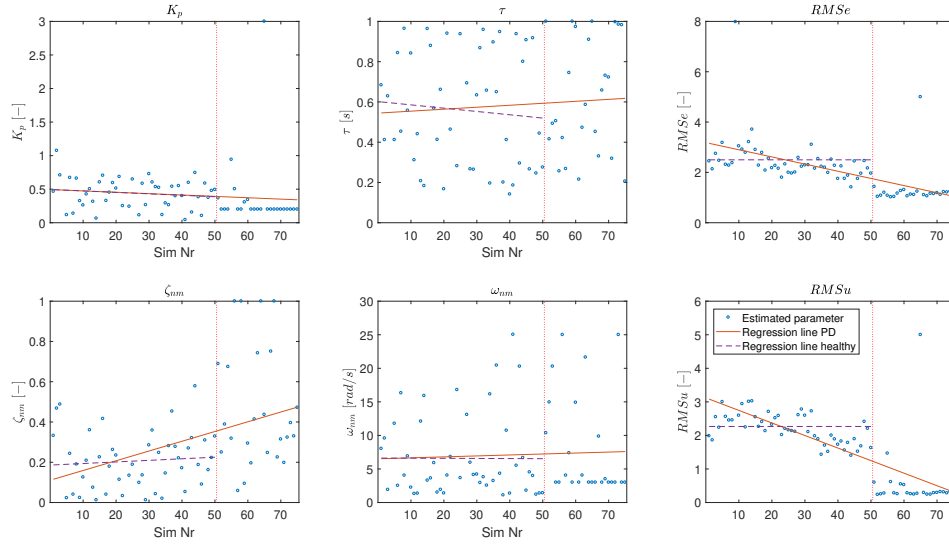 K_p
τ
RMSe
K_p [−]
3
2.5
2
1.5
1
0.5
0
10 20 30 40 50 60 70
Sim Nr
τ [s]
1
0.8
0.6
0.4
0.2
0
10 20 30 40 50 60 70
Sim Nr
RMSe [−]
8
6
4
2
0
10 20 30 40 50 60 70
Sim Nr
ζ_nm
ω_nm
RMSu
ζ_nm [−]
1
0.8
0.6
0.4
0.2
0
10 20 30 40 50 60 70
Sim Nr
ω_nm [rad/s]
30
25
20
15
10
5
0
10 20 30 40 50 60 70
Sim Nr
RMSu [−]
6
5
4
3
2
1
0
10 20 30 40 50 60 70
Estimated parameter
Regression line PD
Regression line healthy